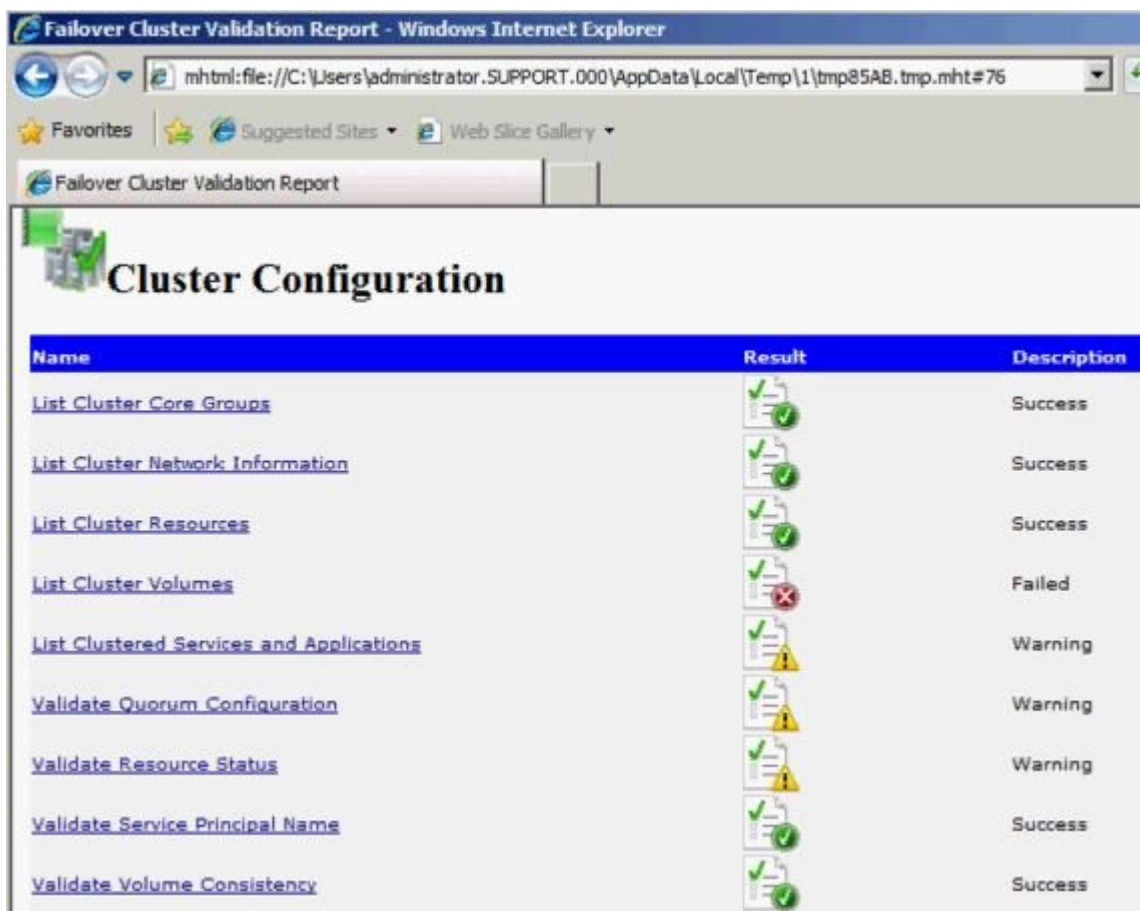 Failover Cluster Validation Report - Windows Internet Explorer
mhtml:file://C:\Users\administrator.SUPPORT.000\AppData\Local\Temp\1\tmp85AB.tmp.mht#76
Favorites Suggested Sites Web Slice Gallery
Failover Cluster Validation Report
Cluster Configuration
Name Result Description
List Cluster Core Groups Success
List Cluster Network Information Success
List Cluster Resources Success
List Cluster Volumes Failed
List Clustered Services and Applications Warning
Validate Quorum Configuration Warning
Validate Resource Status Warning
Validate Service Principal Name Success
Validate Volume Consistency Success